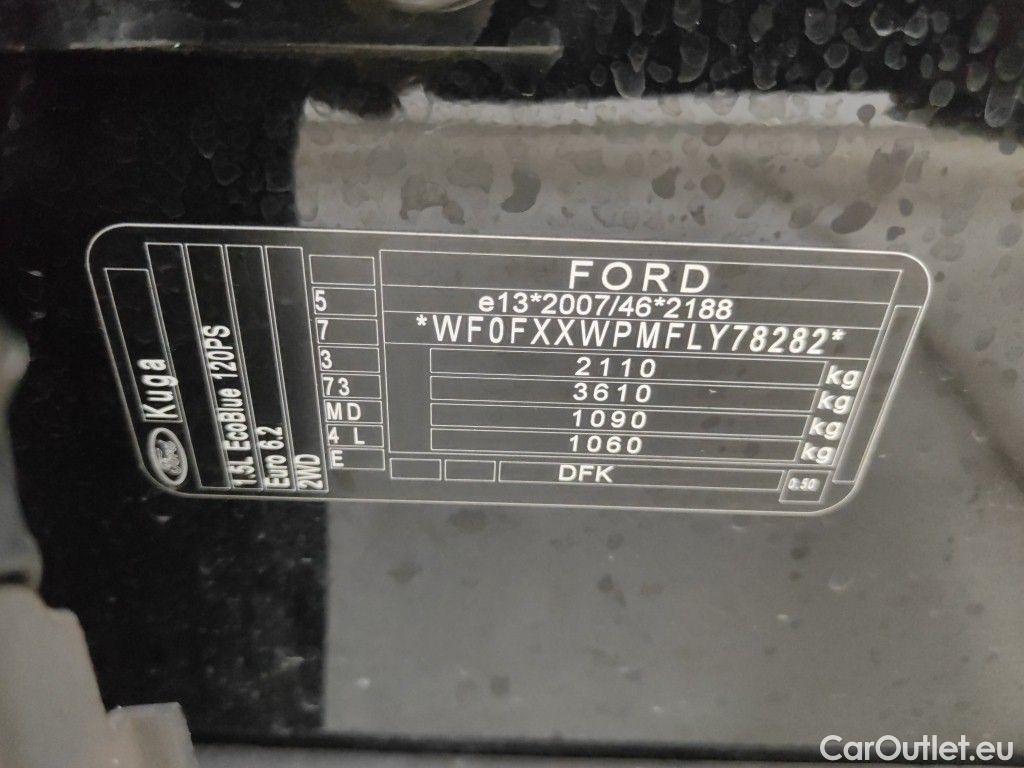 FORD
e13*2007/46*2188
*WF0FXXWPMFLY78282*
2110 kg
3610 kg
1090 kg
1060 kg
DFK
0.50
5
7
3
73
MD
4 L
E
Ford
Kuga
1.5L EcoBlue 120PS
Euro 6.2
2WD
CarOutlet.eu